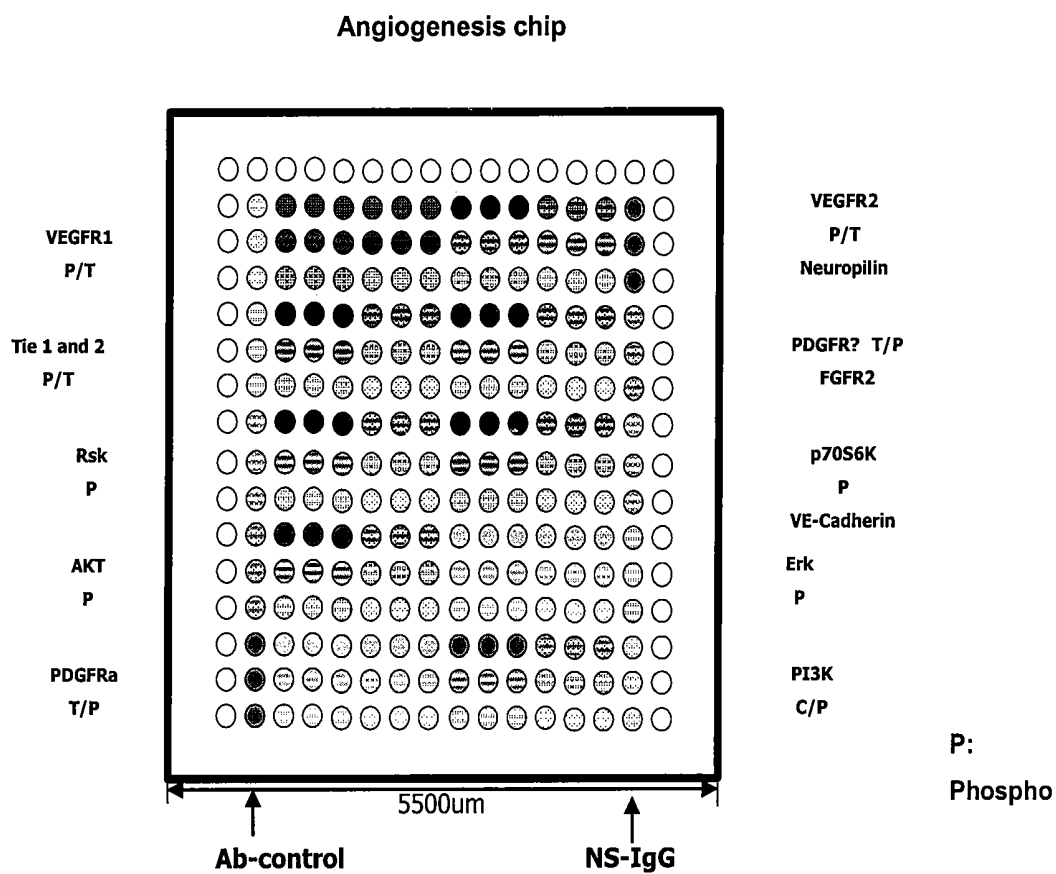 Angiogenesis chip
VEGFR1
P/T
Tie 1 and 2
P/T
Rsk
P
AKT
P
PDGFRa
T/P
VEGFR2
P/T
Neuropilin
PDGFR? T/P
FGFR2
p70S6K
P
VE-Cadherin
Erk
P
PI3K
C/P
P:
Phospho
5500um
Ab-control
NS-IgG